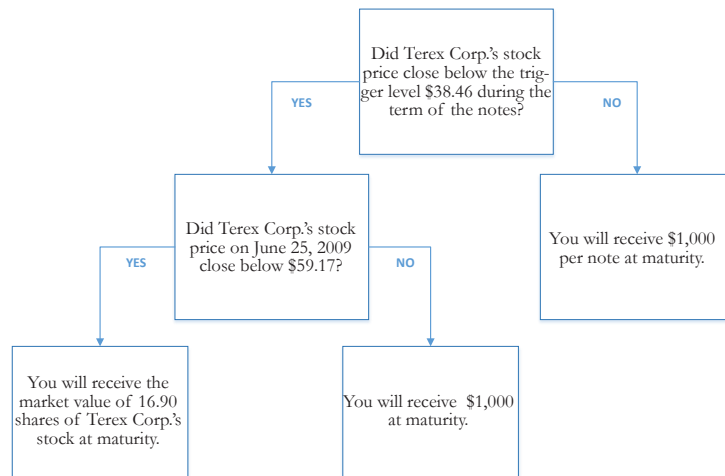 Did Terex Corp.'s stock
price close below the trig-
ger level $38.46 during the
term of the notes?
YES
NO
Did Terex Corp.'s stock
price on June 25, 2009
close below $59.17?
You will receive $1,000
per note at maturity.
YES
NO
You will receive the
market value of 16.90
shares of Terex Corp.'s
stock at maturity.
You will receive $1,000
at maturity.